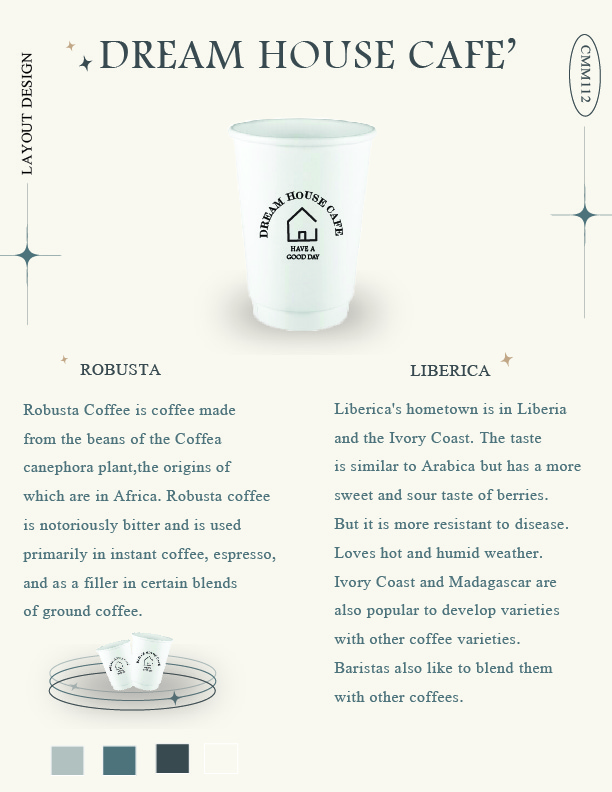 DREAM HOUSE CAFE’
LAYOUT DESIGN
CMM112
DREAM HOUSE CAFE
HAVE A
GOOD DAY
ROBUSTA
Robusta Coffee is coffee made
from the beans of the Coffea
canephora plant,the origins of
which are in Africa. Robusta coffee
is notoriously bitter and is used
primarily in instant coffee, espresso,
and as a filler in certain blends
of ground coffee.
LIBERICA
Liberica's hometown is in Liberia
and the Ivory Coast. The taste
is similar to Arabica but has a more
sweet and sour taste of berries.
But it is more resistant to disease.
Loves hot and humid weather.
Ivory Coast and Madagascar are
also popular to develop varieties
with other coffee varieties.
Baristas also like to blend them
with other coffees.